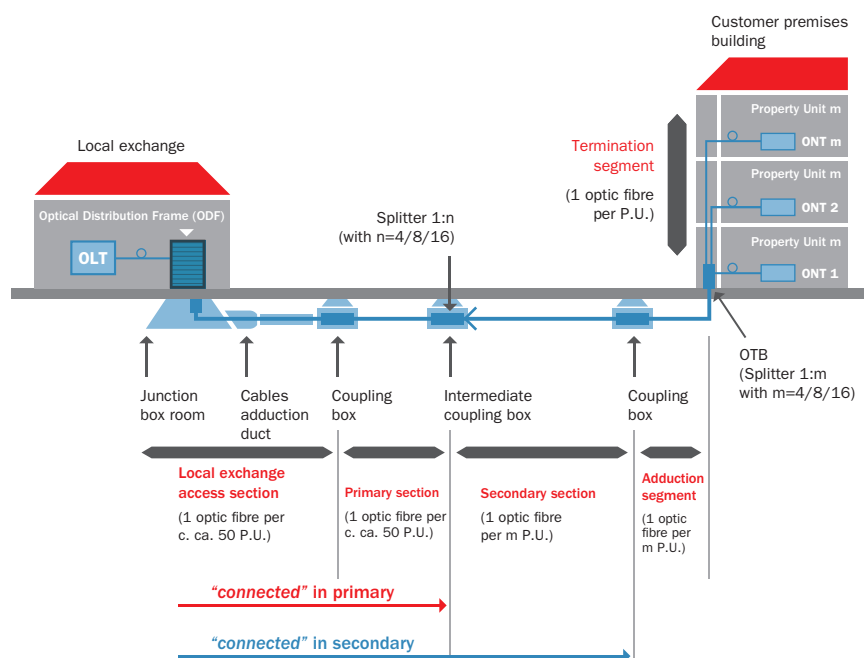 Customer premises
building
Property Unit m
ONT m
Local exchange
Termination
segment
Property Unit m
(1 optic fibre
per P.U.)
ONT 2
Optical Distribution Frame (ODF)
Splitter 1:n
(with n=4/8/16)
Property Unit m
OLT
ONT 1
OTB
(Splitter 1:m
with m=4/8/16)
Junction
box room
Cables
adduction
duct
Coupling
box
Intermediate
coupling box
Coupling
box
Local exchange
access section
(1 optic fibre per
c. ca. 50 P.U.)
Primary section
(1 optic fibre per
c. ca. 50 P.U.)
Secondary section
(1 optic fibre
per m P.U.)
Adduction
segment
(1 optic
fibre per
m P.U.)
"connected" in primary
"connected" in secondary